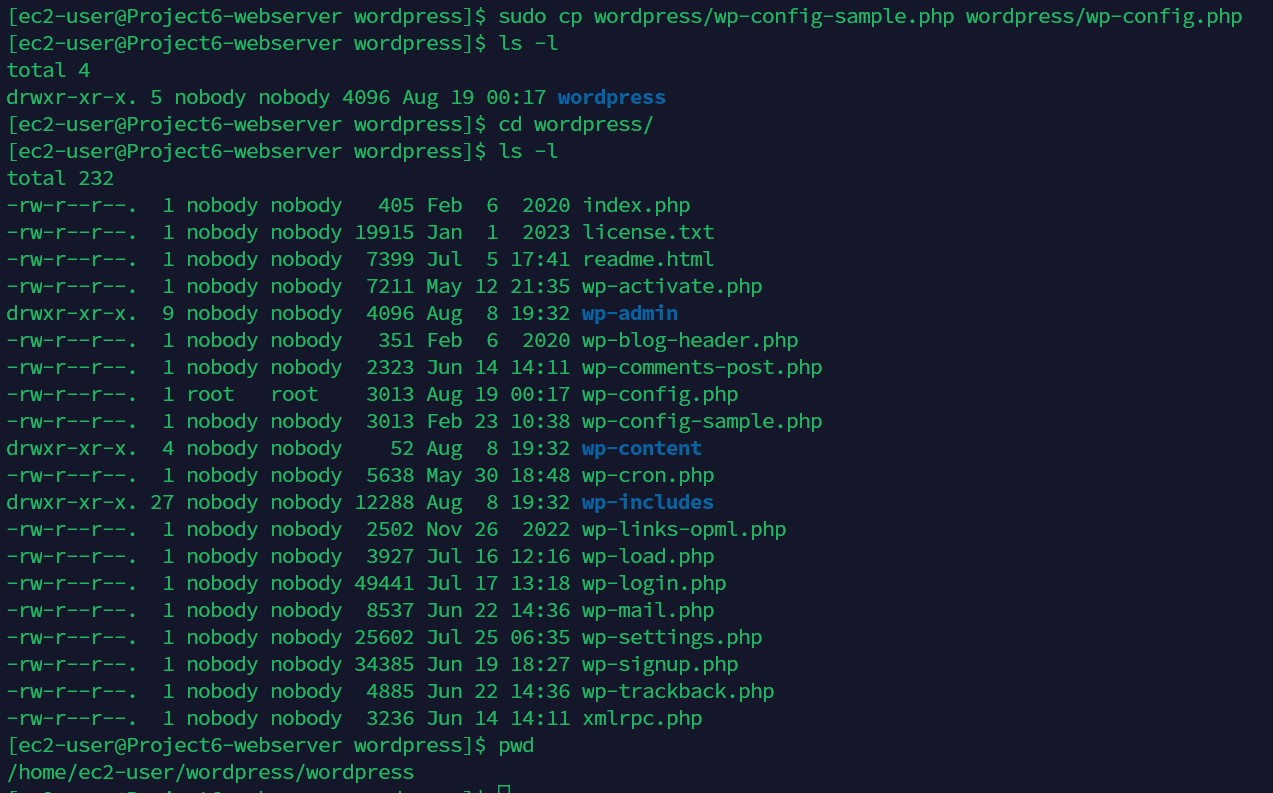 [ec2-user@Project6-webserver wordpress]$ sudo cp wordpress/wp-config-sample.php wordpress/wp-config.php
[ec2-user@Project6-webserver wordpress]$ ls -l
total 4
drwxr-xr-x. 5 nobody nobody 4096 Aug 19 00:17 wordpress
[ec2-user@Project6-webserver wordpress]$ cd wordpress/
[ec2-user@Project6-webserver wordpress]$ ls -l
total 232
-rw-r--r--.  1 nobody nobody   405 Feb  6  2020 index.php
-rw-r--r--.  1 nobody nobody 19915 Jan  1  2023 license.txt
-rw-r--r--.  1 nobody nobody  7399 Jul  5 17:41 readme.html
-rw-r--r--.  1 nobody nobody  7211 May 12 21:35 wp-activate.php
drwxr-xr-x.  9 nobody nobody  4096 Aug  8 19:32 wp-admin
-rw-r--r--.  1 nobody nobody   351 Feb  6  2020 wp-blog-header.php
-rw-r--r--.  1 nobody nobody  2323 Jun 14 14:11 wp-comments-post.php
-rw-r--r--.  1 root   root    3013 Aug 19 00:17 wp-config.php
-rw-r--r--.  1 nobody nobody  3013 Feb 23 10:38 wp-config-sample.php
drwxr-xr-x.  4 nobody nobody    52 Aug  8 19:32 wp-content
-rw-r--r--.  1 nobody nobody  5638 May 30 18:48 wp-cron.php
drwxr-xr-x. 27 nobody nobody 12288 Aug  8 19:32 wp-includes
-rw-r--r--.  1 nobody nobody  2502 Nov 26  2022 wp-links-opml.php
-rw-r--r--.  1 nobody nobody  3927 Jul 16 12:16 wp-load.php
-rw-r--r--.  1 nobody nobody 49441 Jul 17 13:18 wp-login.php
-rw-r--r--.  1 nobody nobody  8537 Jun 22 14:36 wp-mail.php
-rw-r--r--.  1 nobody nobody 25602 Jul 25 06:35 wp-settings.php
-rw-r--r--.  1 nobody nobody 34385 Jun 19 18:27 wp-signup.php
-rw-r--r--.  1 nobody nobody  4885 Jun 22 14:36 wp-trackback.php
-rw-r--r--.  1 nobody nobody  3236 Jun 14 14:11 xmlrpc.php
[ec2-user@Project6-webserver wordpress]$ pwd
/home/ec2-user/wordpress/wordpress